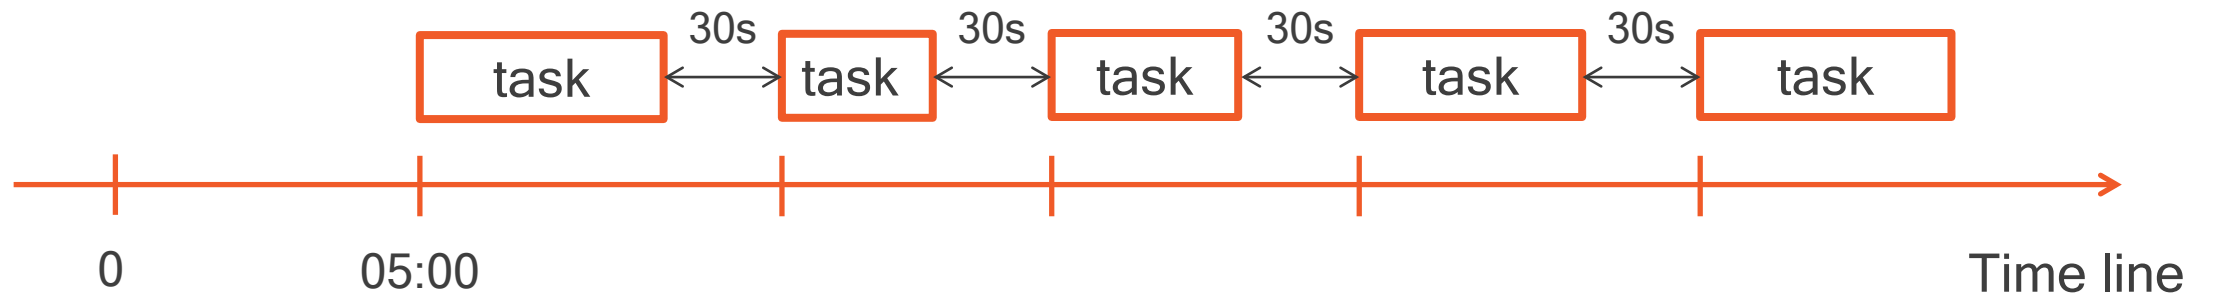 30s 30s 30s 30s
task task task task task
0 05:00 Time line